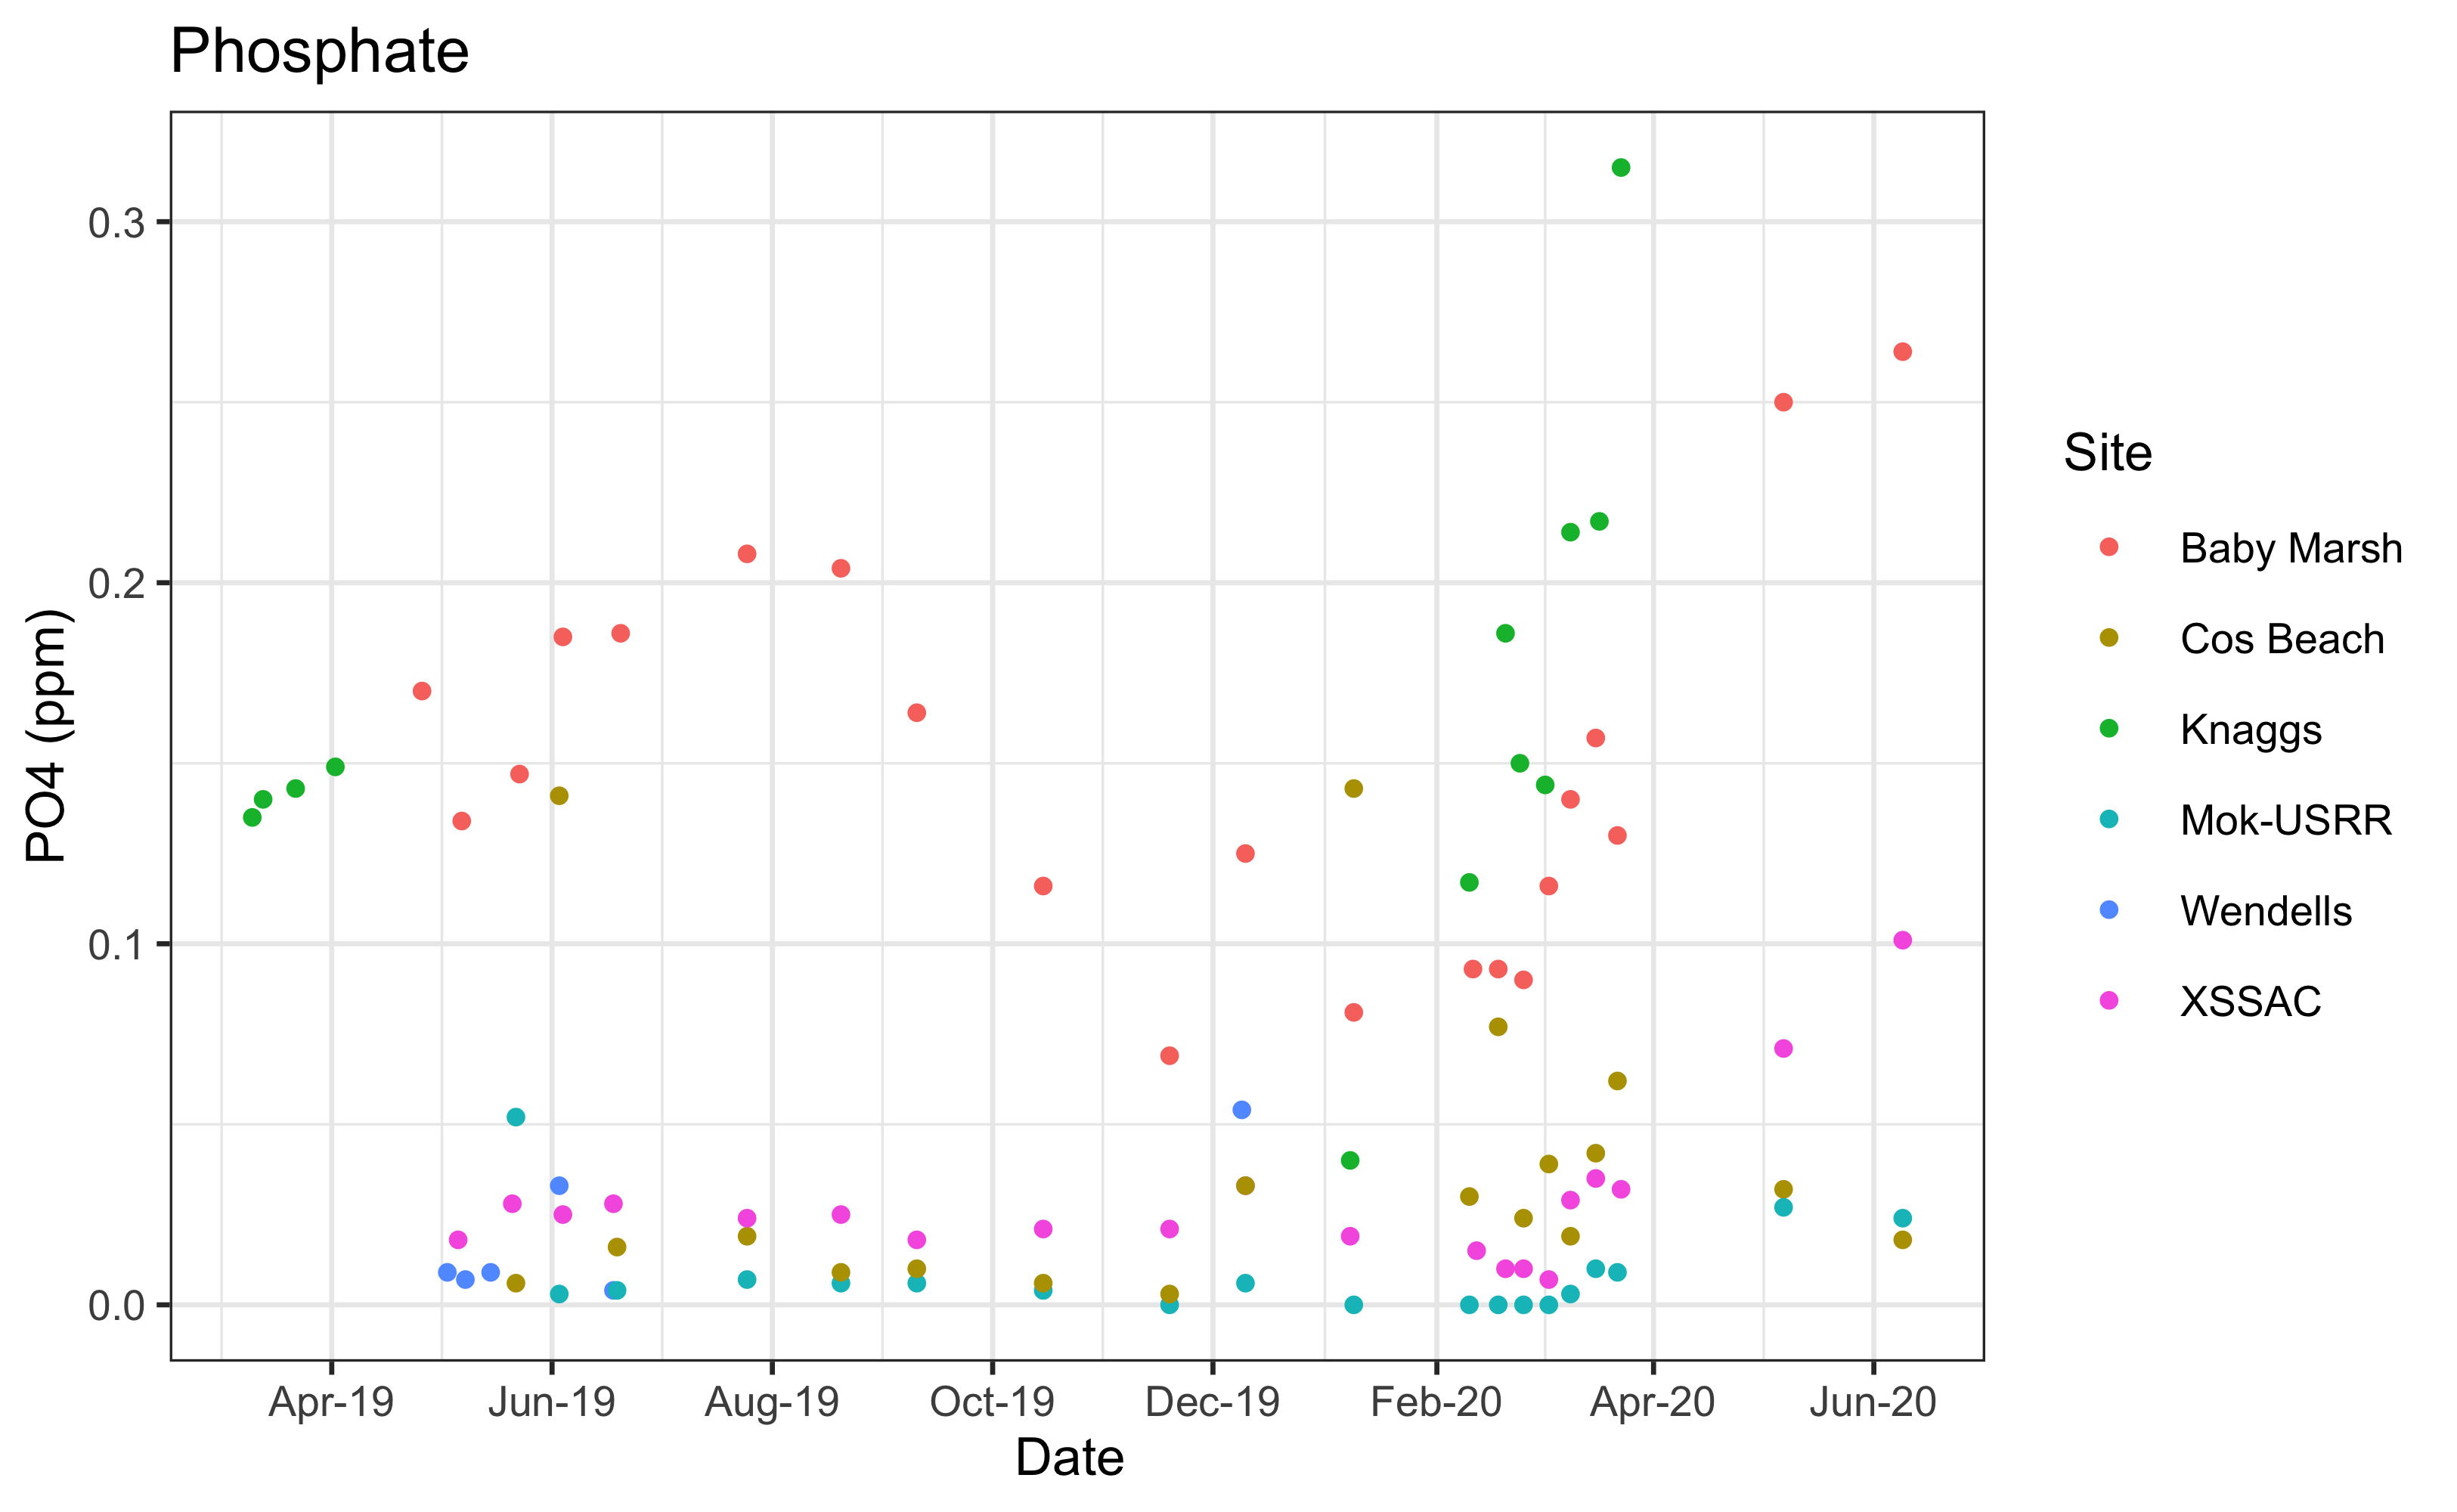 Phosphate
PO4 (ppm)
0.3
0.2
0.1
0.0
Apr-19 Jun-19 Aug-19 Oct-19 Dec-19 Feb-20 Apr-20 Jun-20
Date
Site
Baby Marsh
Cos Beach
Knaggs
Mok-USRR
Wendells
XSSAC